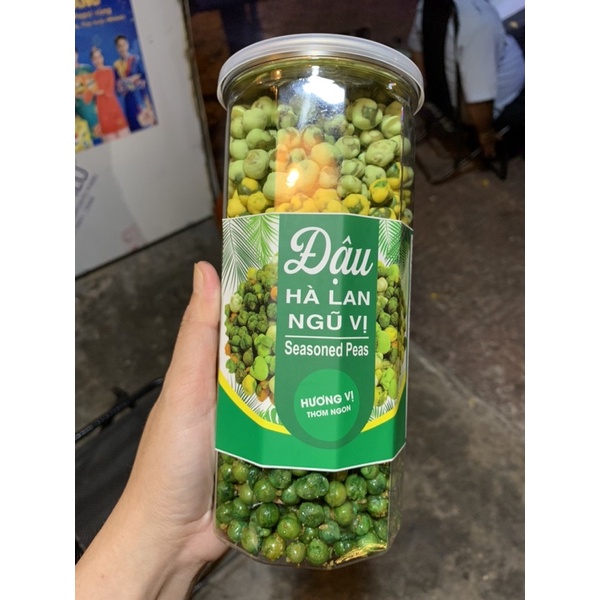 Đậu
HÀ LAN
NGŨ VỊ
Seasoned Peas
HƯƠNG VỊ
THƠM NGON